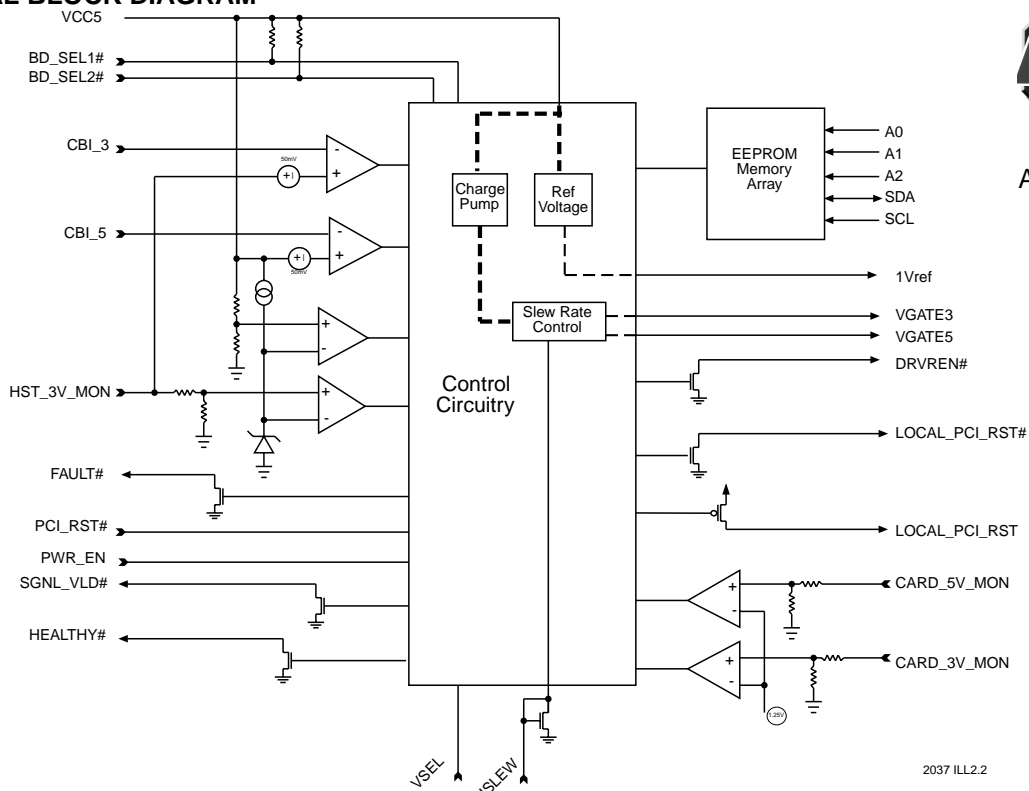 AL BLOCK DIAGRAM
VCC5
BD_SEL1#
BD_SEL2#
CBI_3
50mV
+
-
CBI_5
50mV
+
-
+
-
HST_3V_MON
+
-
FAULT#
PCI_RST#
PWR_EN
SGNL_VLD#
HEALTHY#
Charge
Pump
Ref
Voltage
Slew Rate
Control
Control
Circuitry
EEPROM
Memory
Array
A0
A1
A2
SDA
SCL
1Vref
VGATE3
VGATE5
DRVREN#
LOCAL_PCI_RST#
LOCAL_PCI_RST
+
-
CARD_5V_MON
+
-
CARD_3V_MON
1.25V
VSEL
A
2037 ILL2.2